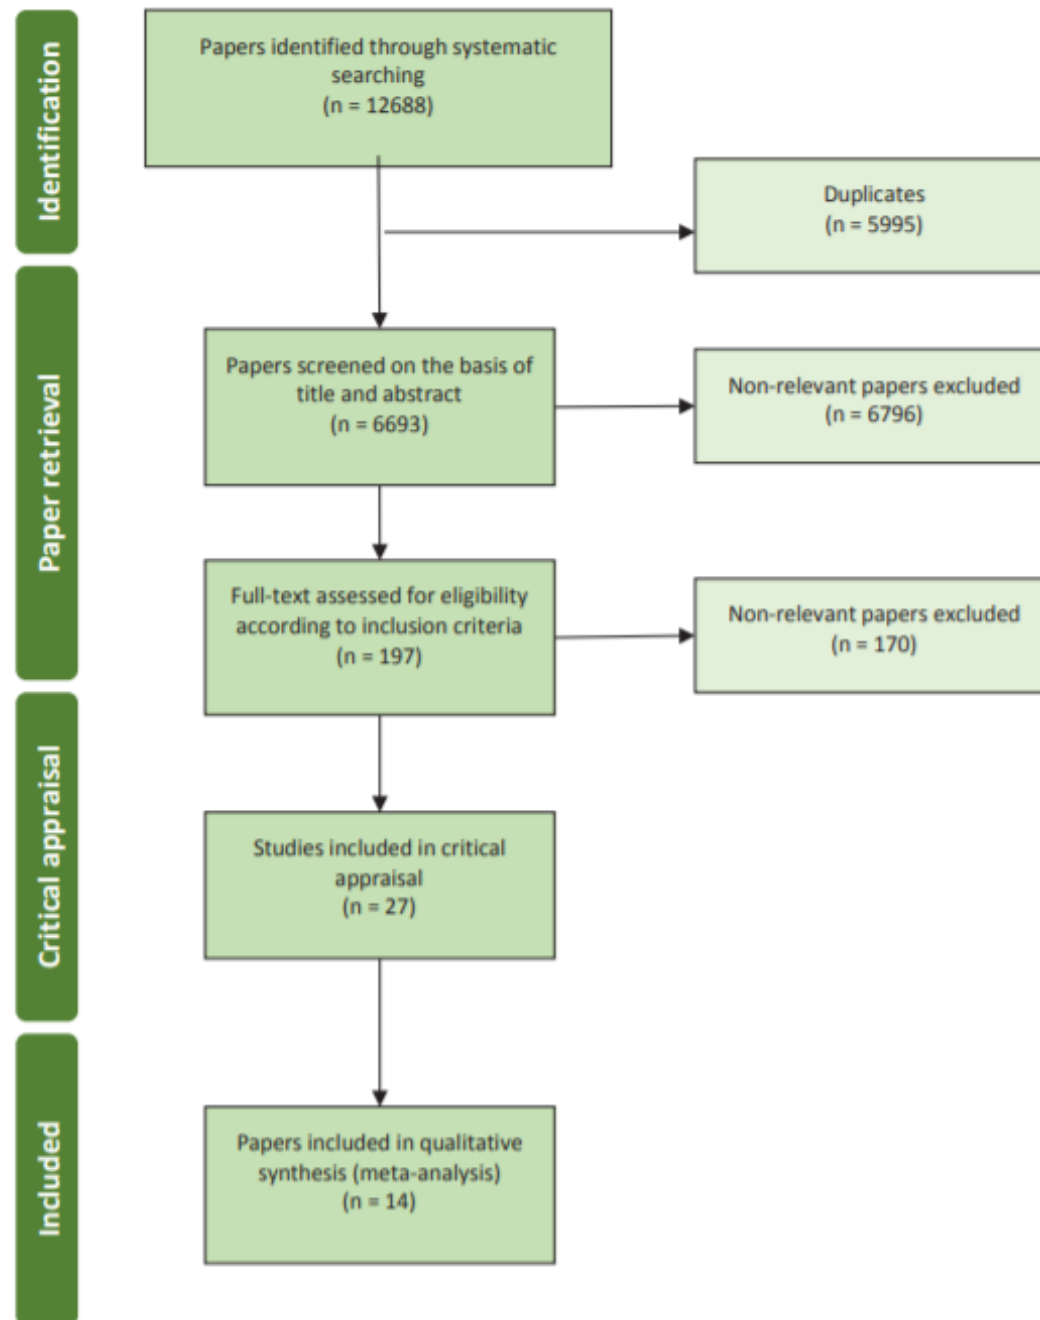 Identification
Papers identified through systematic
searching
(n = 12688)
Duplicates
(n = 5995)
Paper retrieval
Papers screened on the basis of
title and abstract
(n = 6693)
Non-relevant papers excluded
(n = 6796)
Full-text assessed for eligibility
according to inclusion criteria
(n = 197)
Non-relevant papers excluded
(n = 170)
Critical appraisal
Studies included in critical
appraisal
(n = 27)
Included
Papers included in qualitative
synthesis (meta-analysis)
(n = 14)